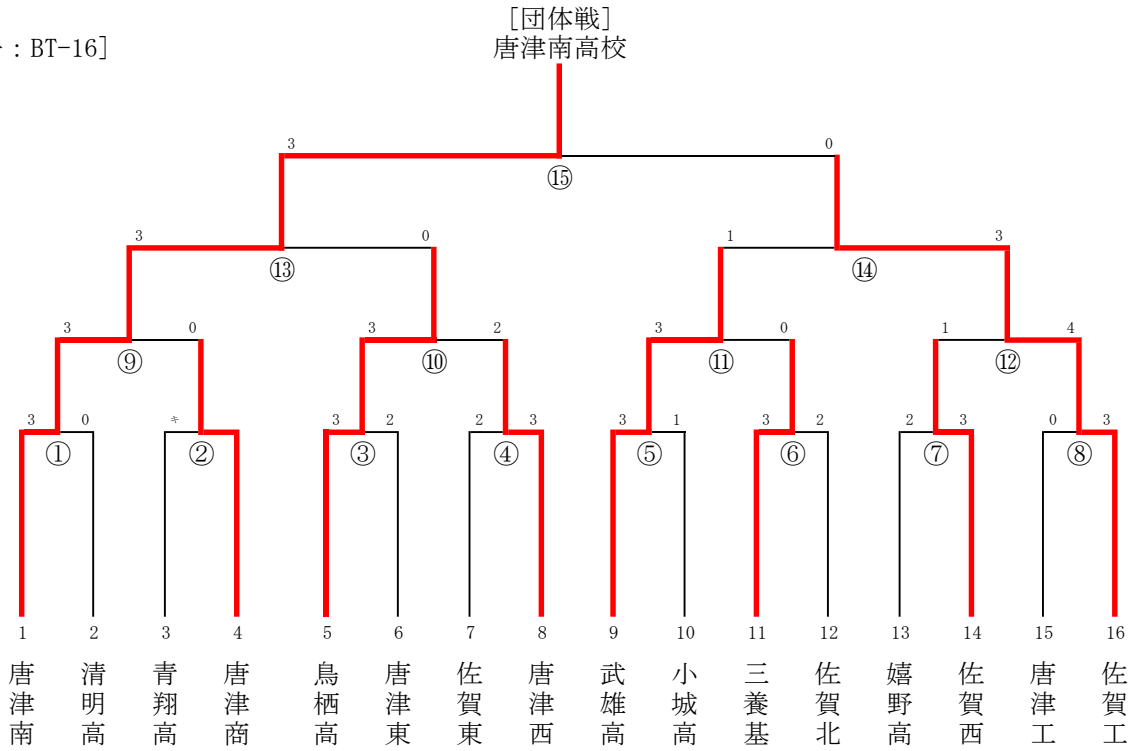 [団体戦]
: BT-16]
唐津南高校
3 0
⑮
3 0 1 3
⑬ ⑭
3 0 3 2 3 0 1 4
⑨ ⑩ ⑪ ⑫
3 0 キ 3 2 2 3 3 1 3 2 2 3 0 3
① ② ③ ④ ⑤ ⑥ ⑦ ⑧
1 2 3 4 5 6 7 8 9 10 11 12 13 14 15 16
唐津南
清明高
青翔高
唐津商
鳥栖高
唐津東
佐賀東
唐津西
武雄高
小城高
三養基
佐賀北
嬉野高
佐賀西
唐津工
佐賀工